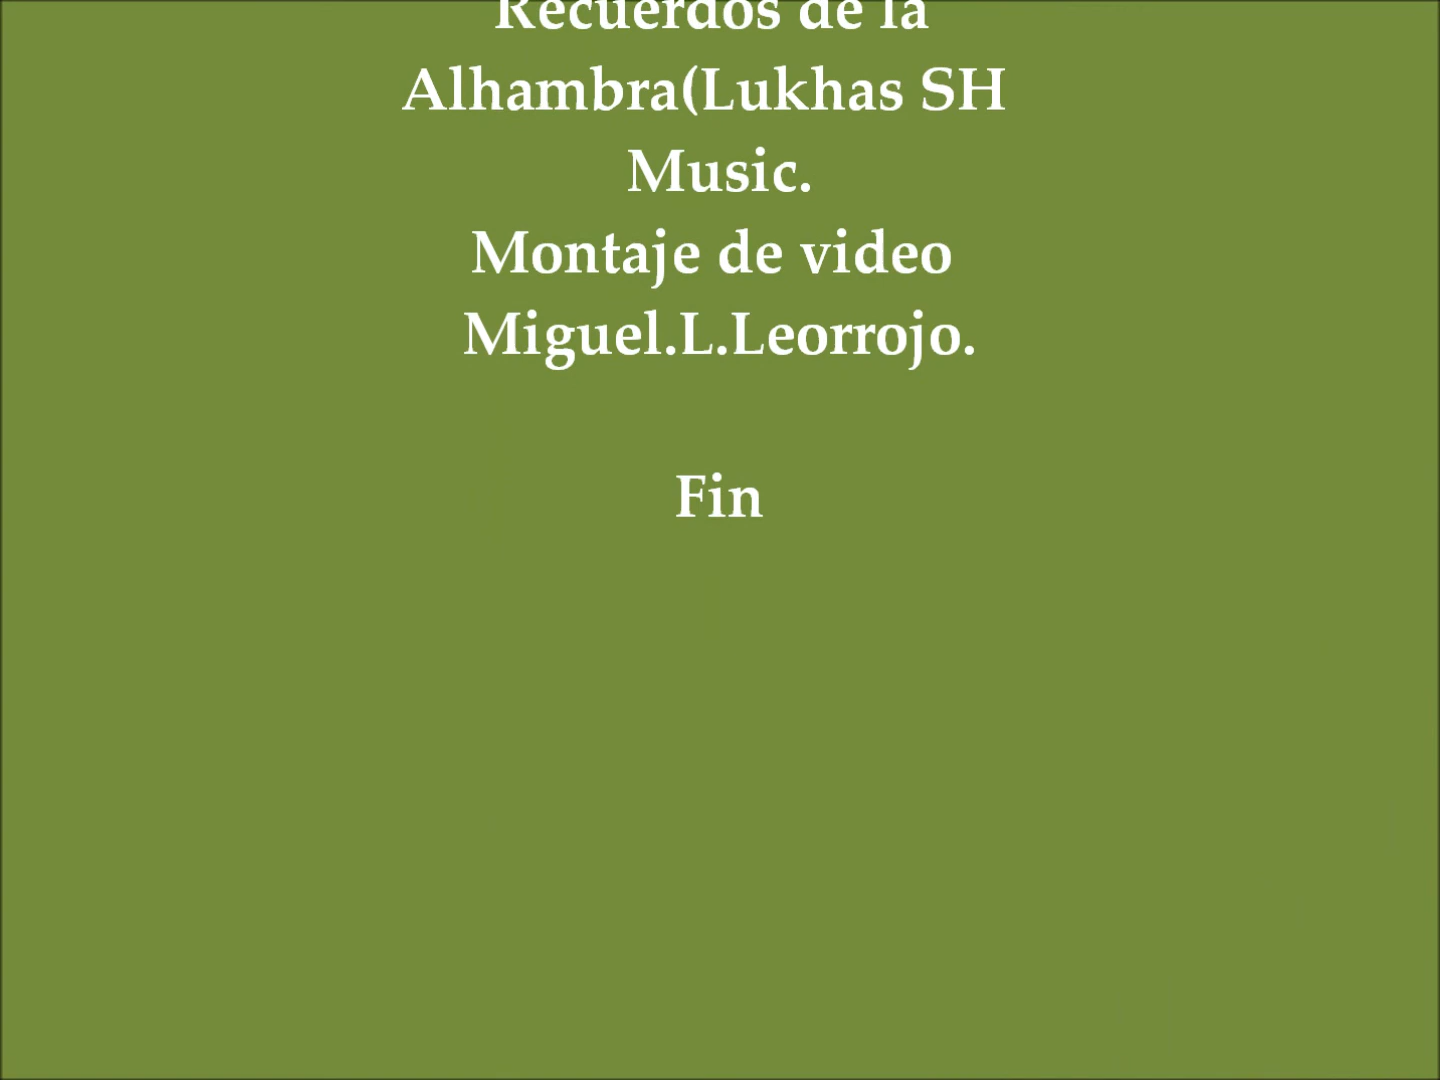 Recuerdos de la
Alhambra(Lukhas SH
Music.
Montaje de video
Miguel.L.Leorrojo.
Fin